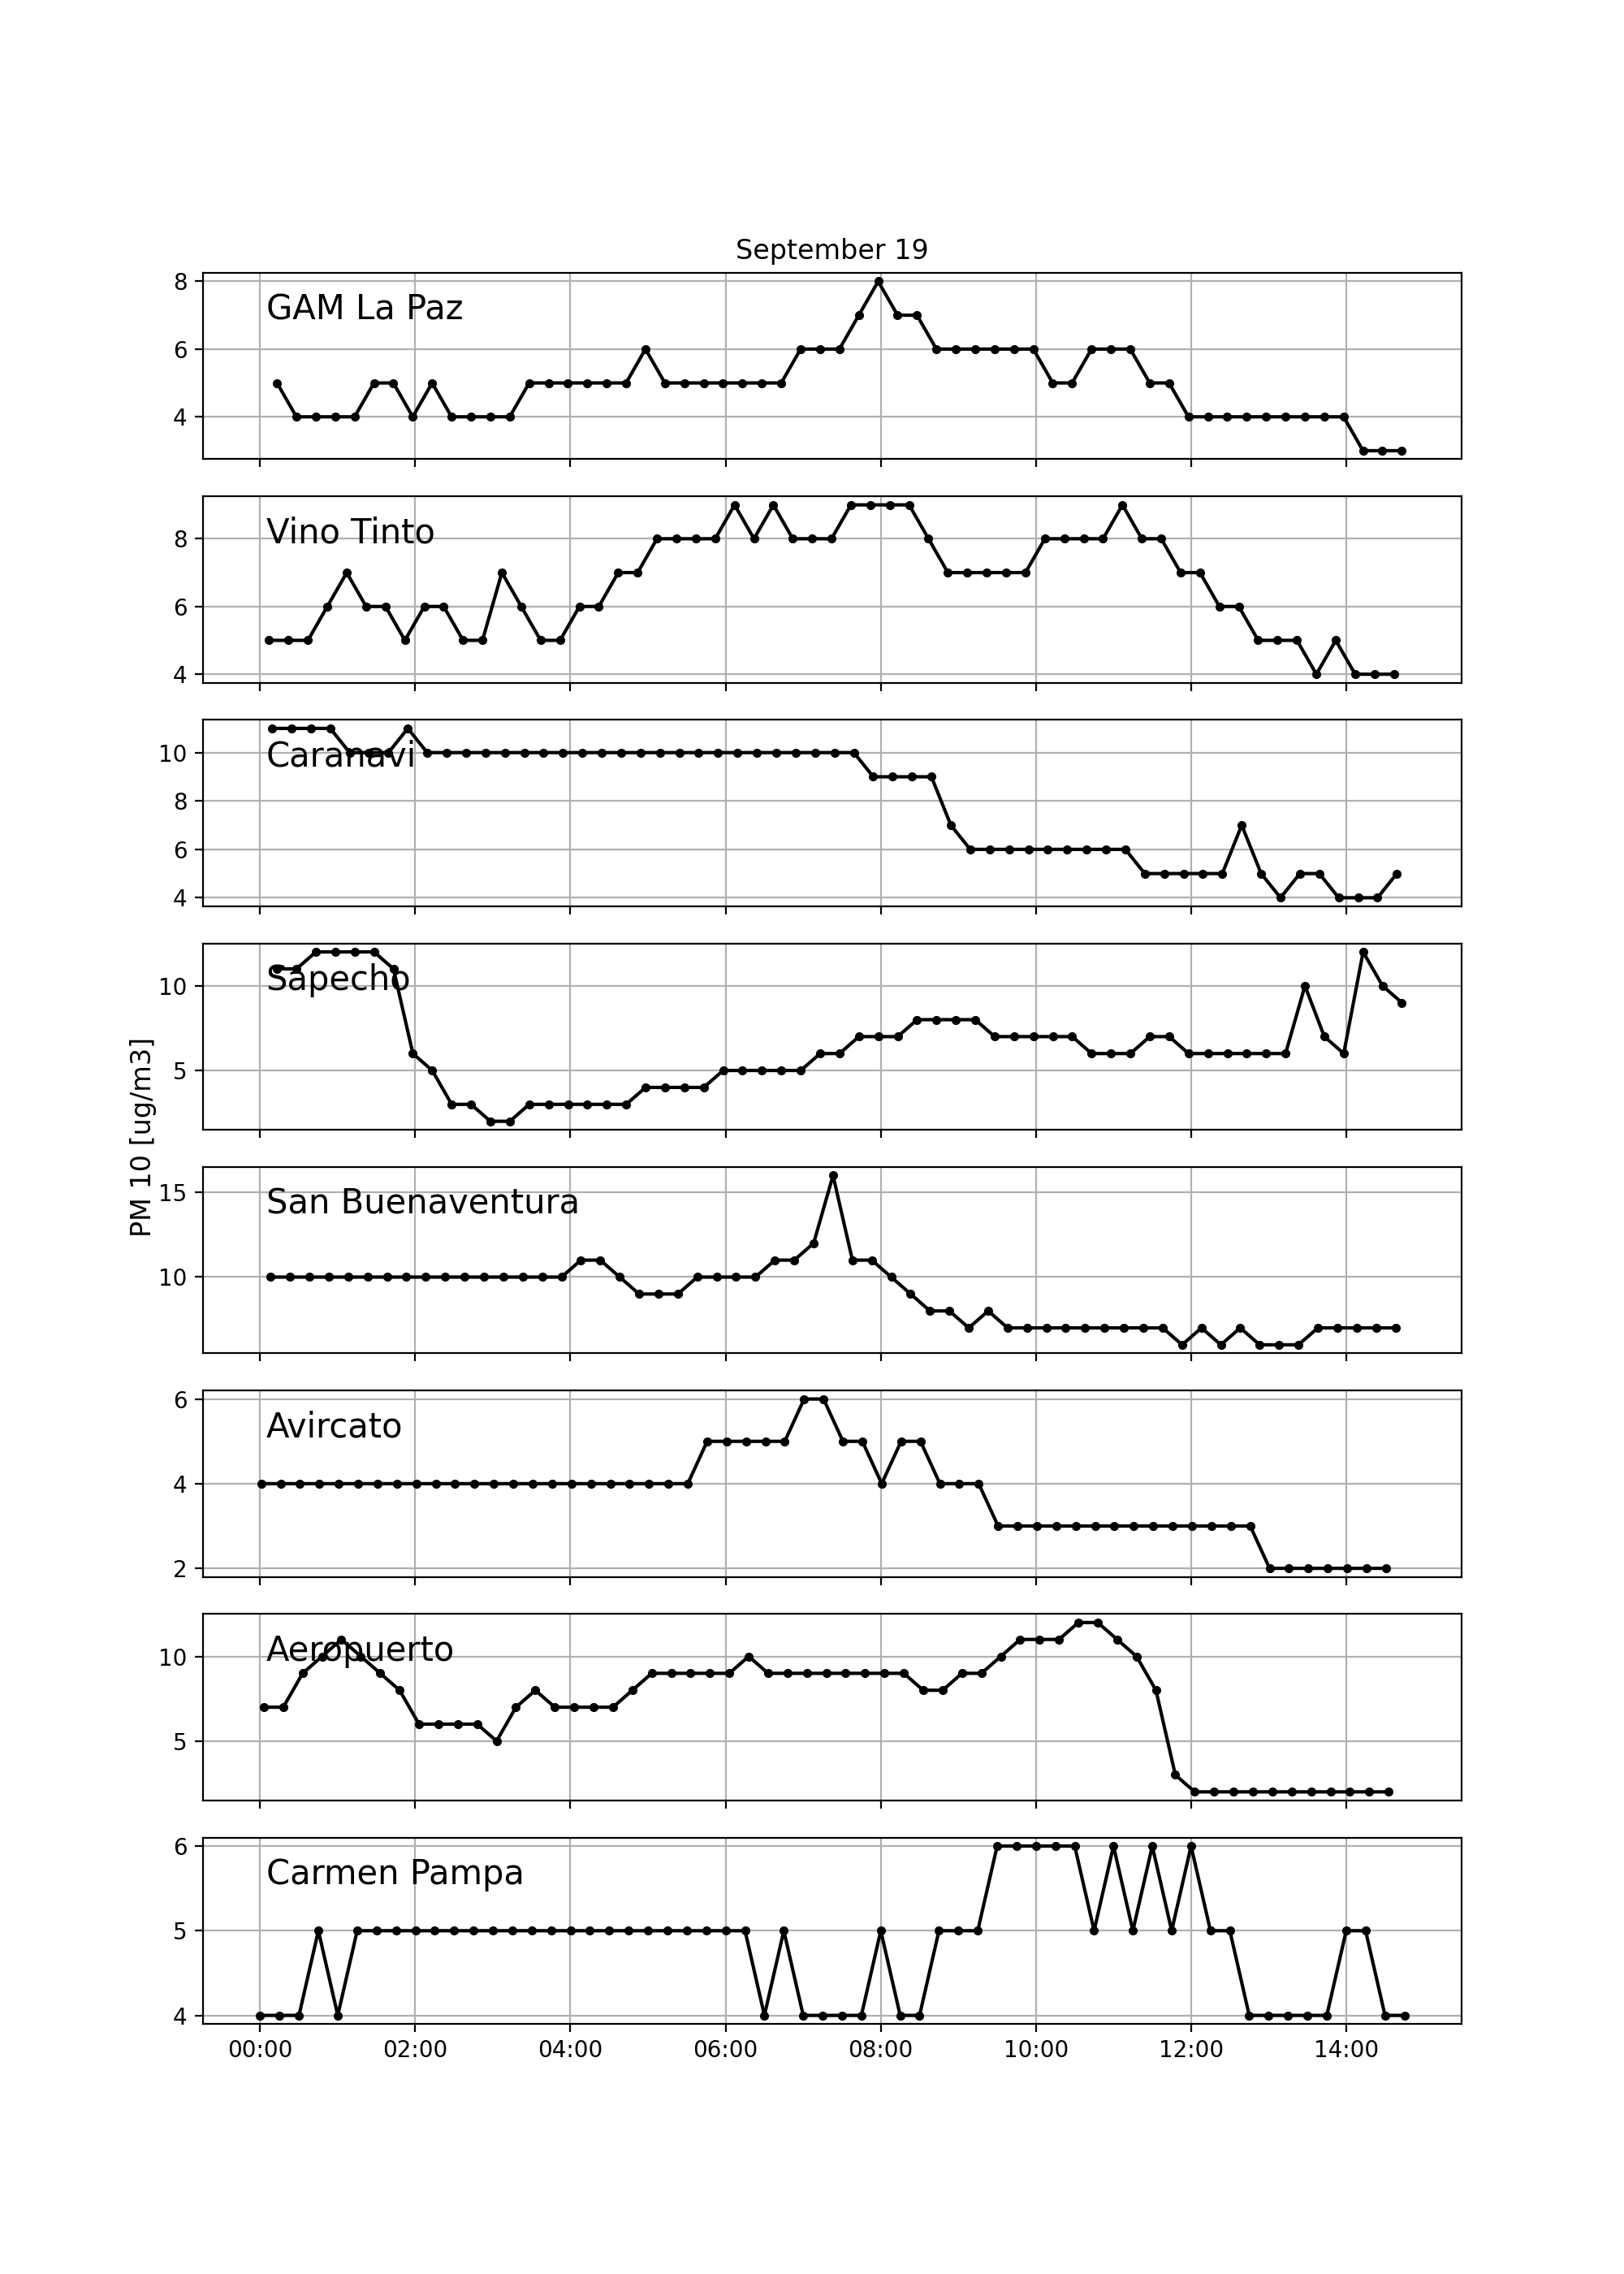 September 19
8
GAM La Paz
6
4
Vino Tinto
8
6
4
10
Caranavi
8
6
4
Sapecho
10
5
PM 10 [ug/m3]
San Buenaventura
15
10
6
Avircato
4
2
Aeropuerto
10
5
6
Carmen Pampa
5
4
00:00 02:00 04:00 06:00 08:00 10:00 12:00 14:00